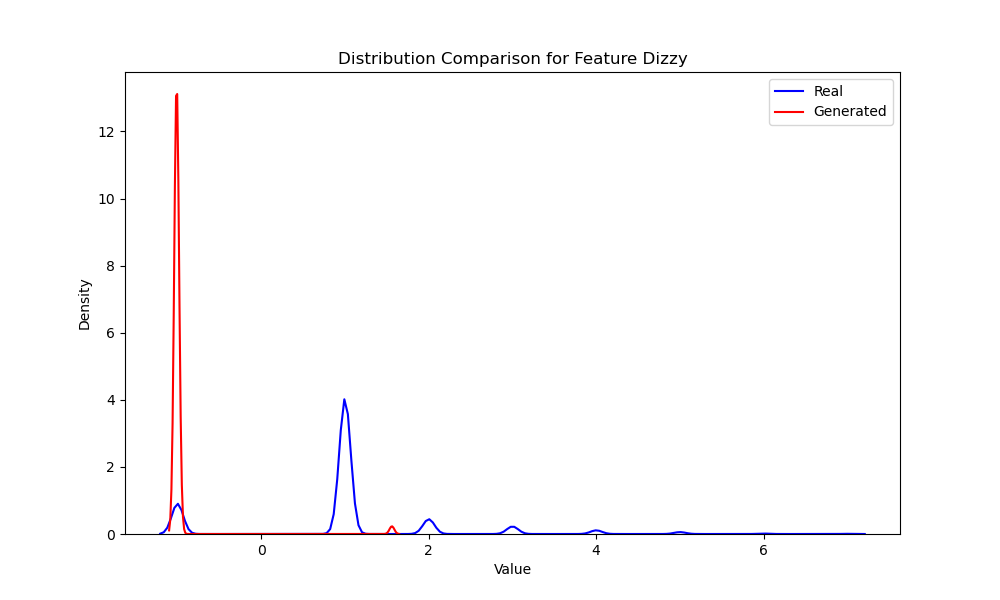 Distribution Comparison for Feature Dizzy
Real
Generated
Density
12
10
8
6
4
2
0
0 2 4 6
Value